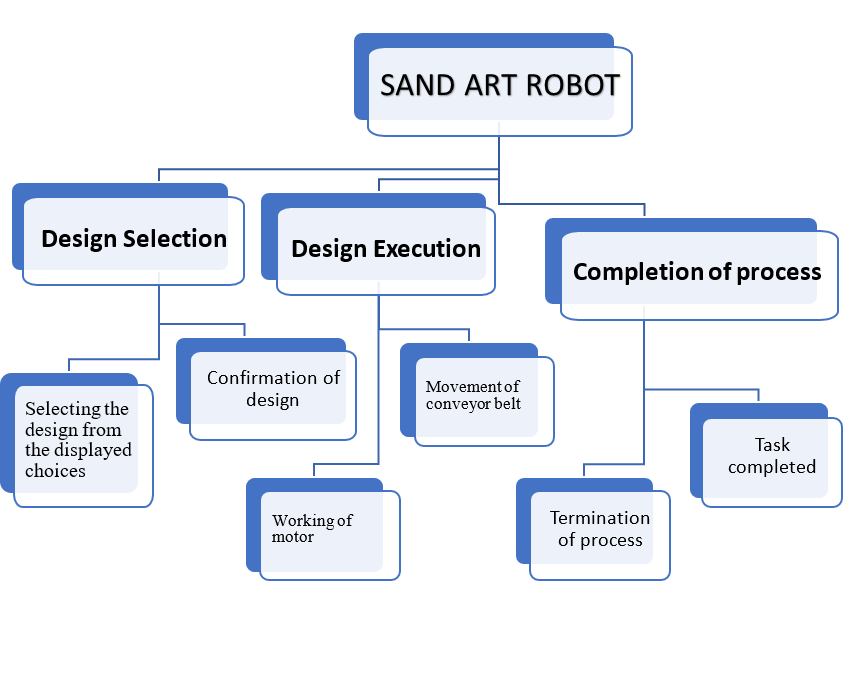 SAND ART ROBOT
Design Selection
Design Execution
Completion of process
Selecting the
design from
the displayed
choices
Confirmation of
design
Working of
motor
Movement of
conveyor belt
Termination
of process
Task
completed